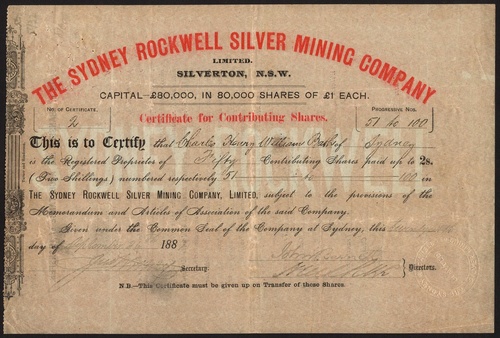 THE SYDNEY ROCKWELL SILVER MINING COMPANY
LIMITED.
SILVERTON, N.S.W.
CAPITAL—£80,000, IN 80,000 SHARES OF £1 EACH.
No. of Certificate. Certificate for Contributing Shares. Progressive Nos.
2 51 to 100
This is to Certify that Charles Henry William of Sydney
is the Registered Proprietor of Fifty Contributing Shares paid up to 2s.
(Two Shillings) numbered respectively 51 to 100 in
THE SYDNEY ROCKWELL SILVER MINING COMPANY, LIMITED, subject to the provisions of the
Memorandum and Articles of Association of the said Company.
Given under the Common Seal of the Company at Sydney, this
day of 188
Secretary. Directors.
N.B.—This Certificate must be given up on Transfer of these Shares.